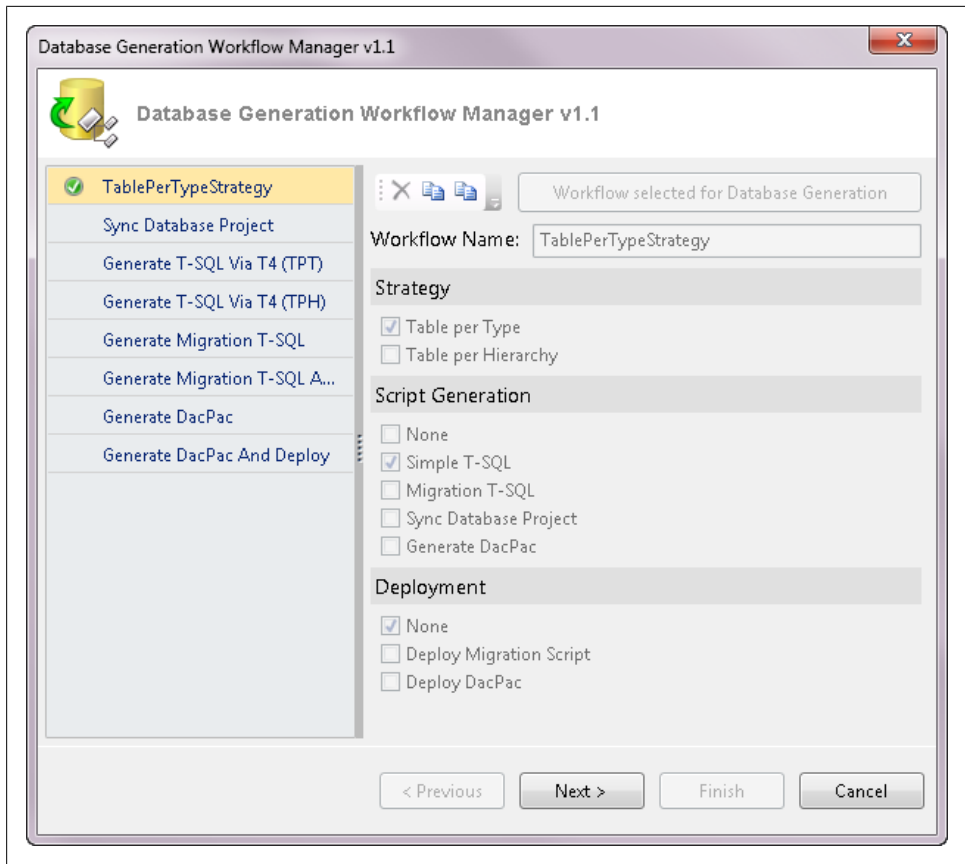 Database Generation Workflow Manager v1.1
Database Generation Workflow Manager v1.1
TablePerTypeStrategy
Sync Database Project
Generate T-SQL Via T4 (TPT)
Generate T-SQL Via T4 (TPH)
Generate Migration T-SQL
Generate Migration T-SQL A...
Generate DacPac
Generate DacPac And Deploy
Workflow selected for Database Generation
Workflow Name: TablePerTypeStrategy
Strategy
Table per Type
Table per Hierarchy
Script Generation
None
Simple T-SQL
Migration T-SQL
Sync Database Project
Generate DacPac
Deployment
None
Deploy Migration Script
Deploy DacPac
< Previous Next > Finish Cancel